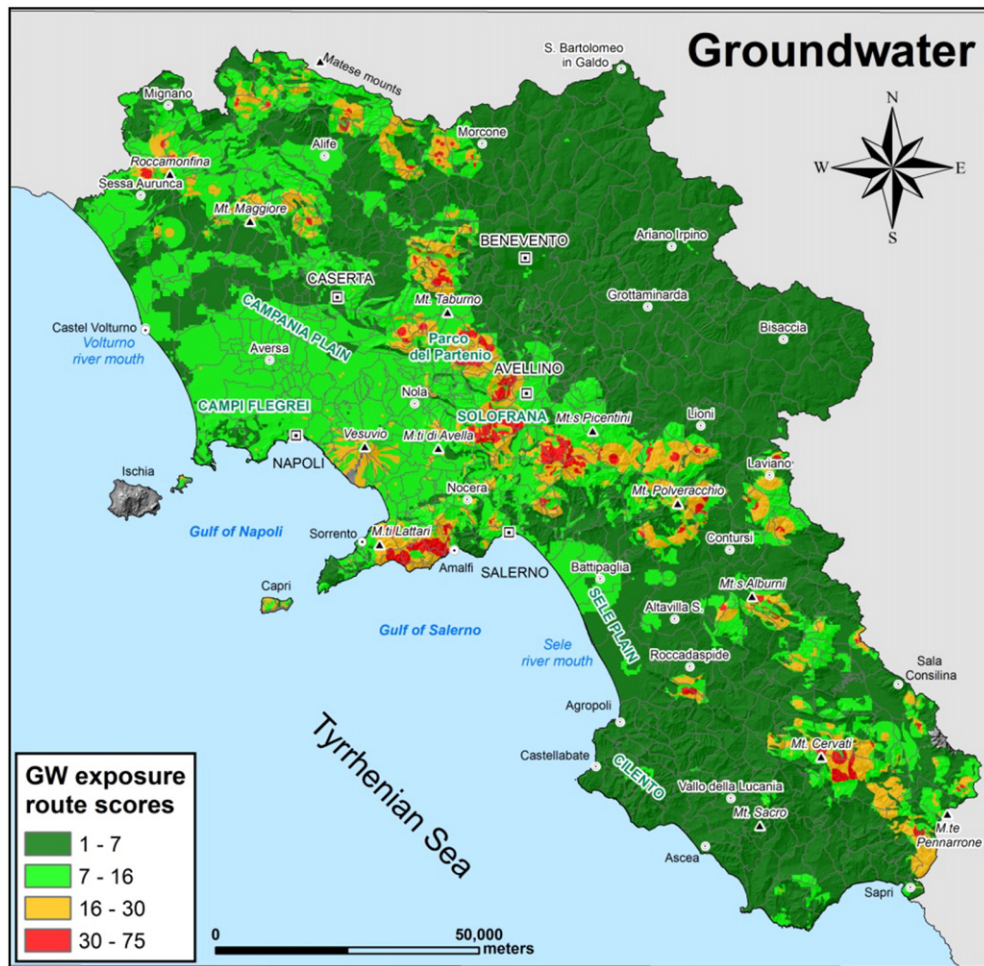 Groundwater
S. Bartolomeo
in Galdo
Matese mounts
N
W
E
S
Mignano
Morcone
Alife
Roccamonfina
Sessa Aurunca
Mt. Maggiore
BENEVENTO
Ariano Irpino
CASERTA
Mt. Taburno
Grottaminarda
CAMPANIA PLAIN
Castel Volturno
Volturno
river mouth
Bisaccia
Parco
del Partenio
Aversa
AVELLINO
Nola
CAMPI FLEGREI
SOLOFRANA
Mt.s Picentini
Lioni
NAPOLI
Vesuvio
M.ti di Avella
Ischia
Laviano
Nocera
Mt. Polveracchio
Gulf of Napoli
Sorrento
M.ti Lattari
Amalfi
SALERNO
Contursi
Battipaglia
Mt.s Alburni
Capri
SELE PLAIN
Altavilla S.
Gulf of Salerno
Sele
river mouth
Roccadaspide
Sala
Consilina
Agropoli
Tyrrhenian Sea
Castellabate
CILENTO
Mt. Cervati
Vallo della Lucania
Mt. Sacro
M.te
Pennarrone
Ascea
Sapri
GW exposure
route scores
1 - 7
7 - 16
16 - 30
30 - 75
0
50,000
meters